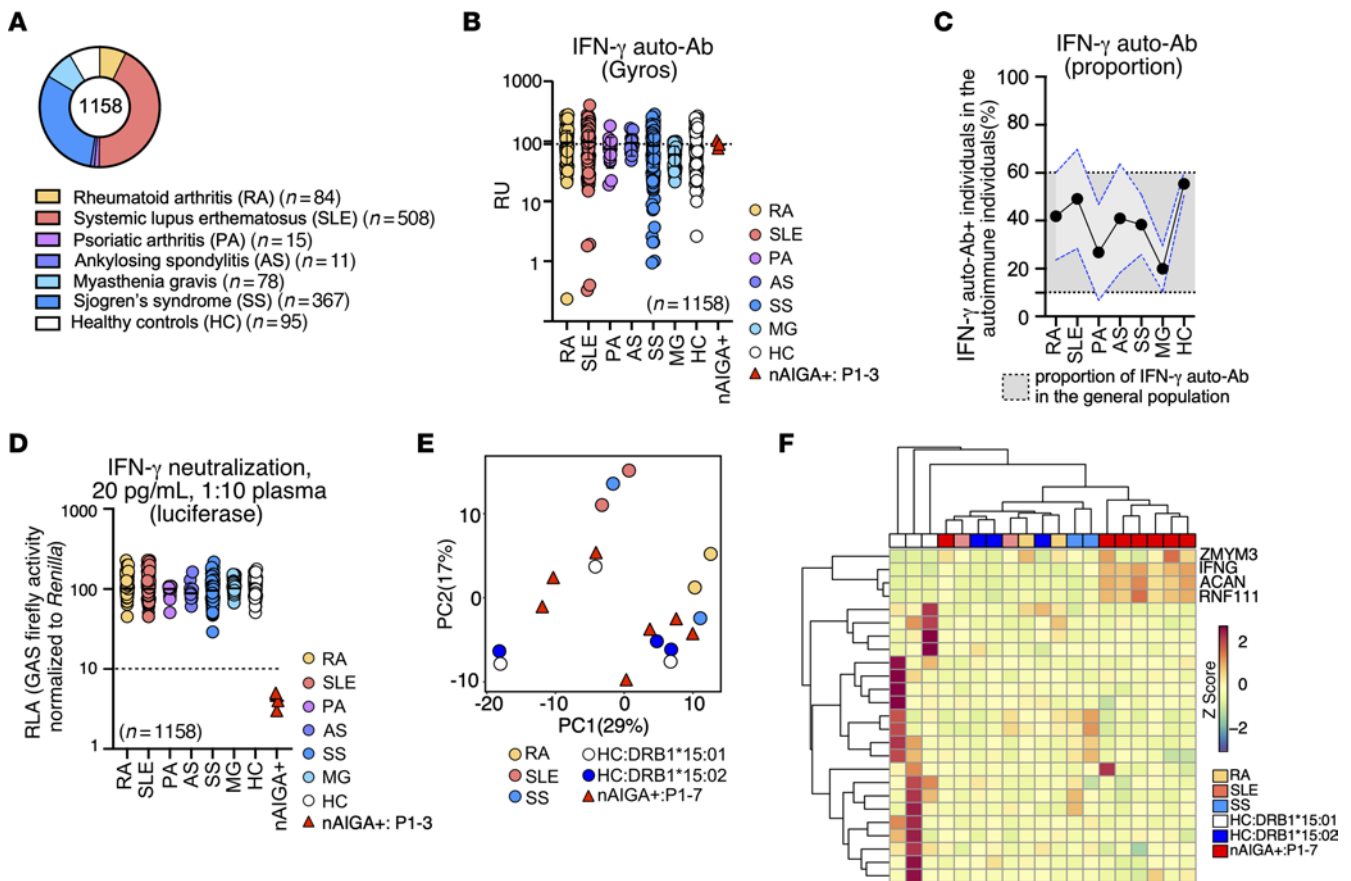 A
1158
Rheumatoid arthritis (RA) (n=84)
Systemic lupus erthematosus (SLE) (n=508)
Psoriatic arthritis (PA) (n=15)
Ankylosing spondylitis (AS) (n=11)
Myasthenia gravis (n=78)
Sjogren's syndrome (SS) (n=367)
Healthy controls (HC) (n=95)
B
IFN-γ auto-Ab
(Gyros)
RU
1000
100
10
1
(n=1158)
RA
SLE
PA
AS
SS
MG
HC
nAIGA+
RA
SLE
PA
AS
SS
MG
HC
nAIGA+: P1-3
C
IFN-γ auto-Ab
(proportion)
IFN-γ auto-Ab+ individuals in the
autoimmune individuals(%)
100
80
60
40
20
10
0
RA
SLE
PA
AS
SS
MG
HC
proportion of IFN-γ auto-Ab
in the general population
D
IFN-γ neutralization,
20 pg/mL, 1:10 plasma
(luciferase)
RLA (GAS firefly activity
normalized to Renilla)
1000
100
10
1
(n=1158)
RA
SLE
PA
AS
SS
MG
HC
nAIGA+
RA
SLE
PA
AS
SS
MG
HC
nAIGA+: P1-3
E
PC2(17%)
10
0
-10
-20
-10
0
10
PC1(29%)
RA
SLE
SS
HC:DRB1*15:01
HC:DRB1*15:02
nAIGA+:P1-7
F
ZMYM3
IFNG
ACAN
RNF111
2
1
0
−1
−2
Z Score
RA
SLE
SS
HC:DRB1*15:01
HC:DRB1*15:02
nAIGA+:P1-7